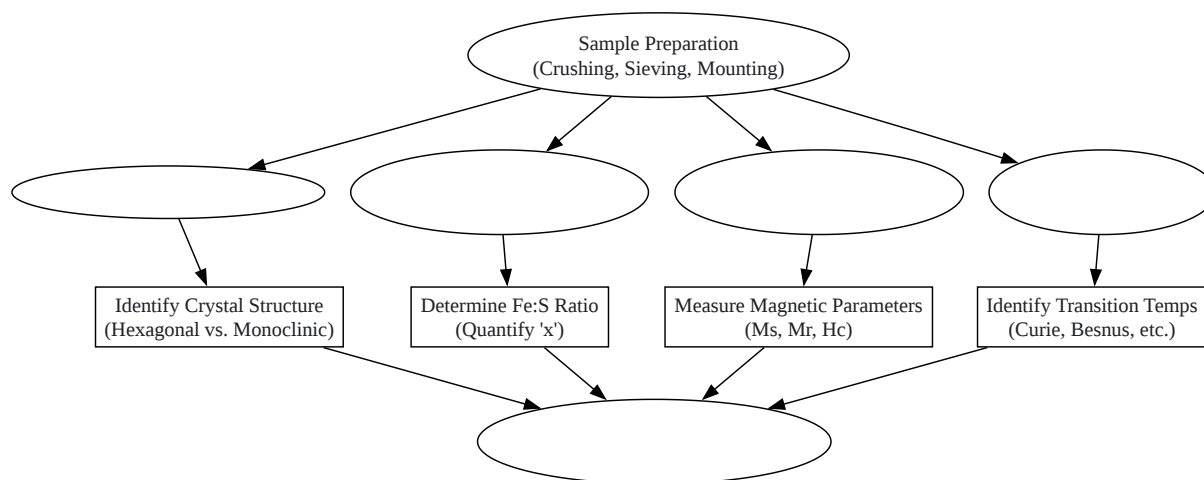 Sample Preparation
(Crushing, Sieving, Mounting)
Identify Crystal Structure
(Hexagonal vs. Monoclinic)
Determine Fe:S Ratio
(Quantify 'x')
Measure Magnetic Parameters
(Ms, Mr, Hc)
Identify Transition Temps
(Curie, Besnus, etc.)